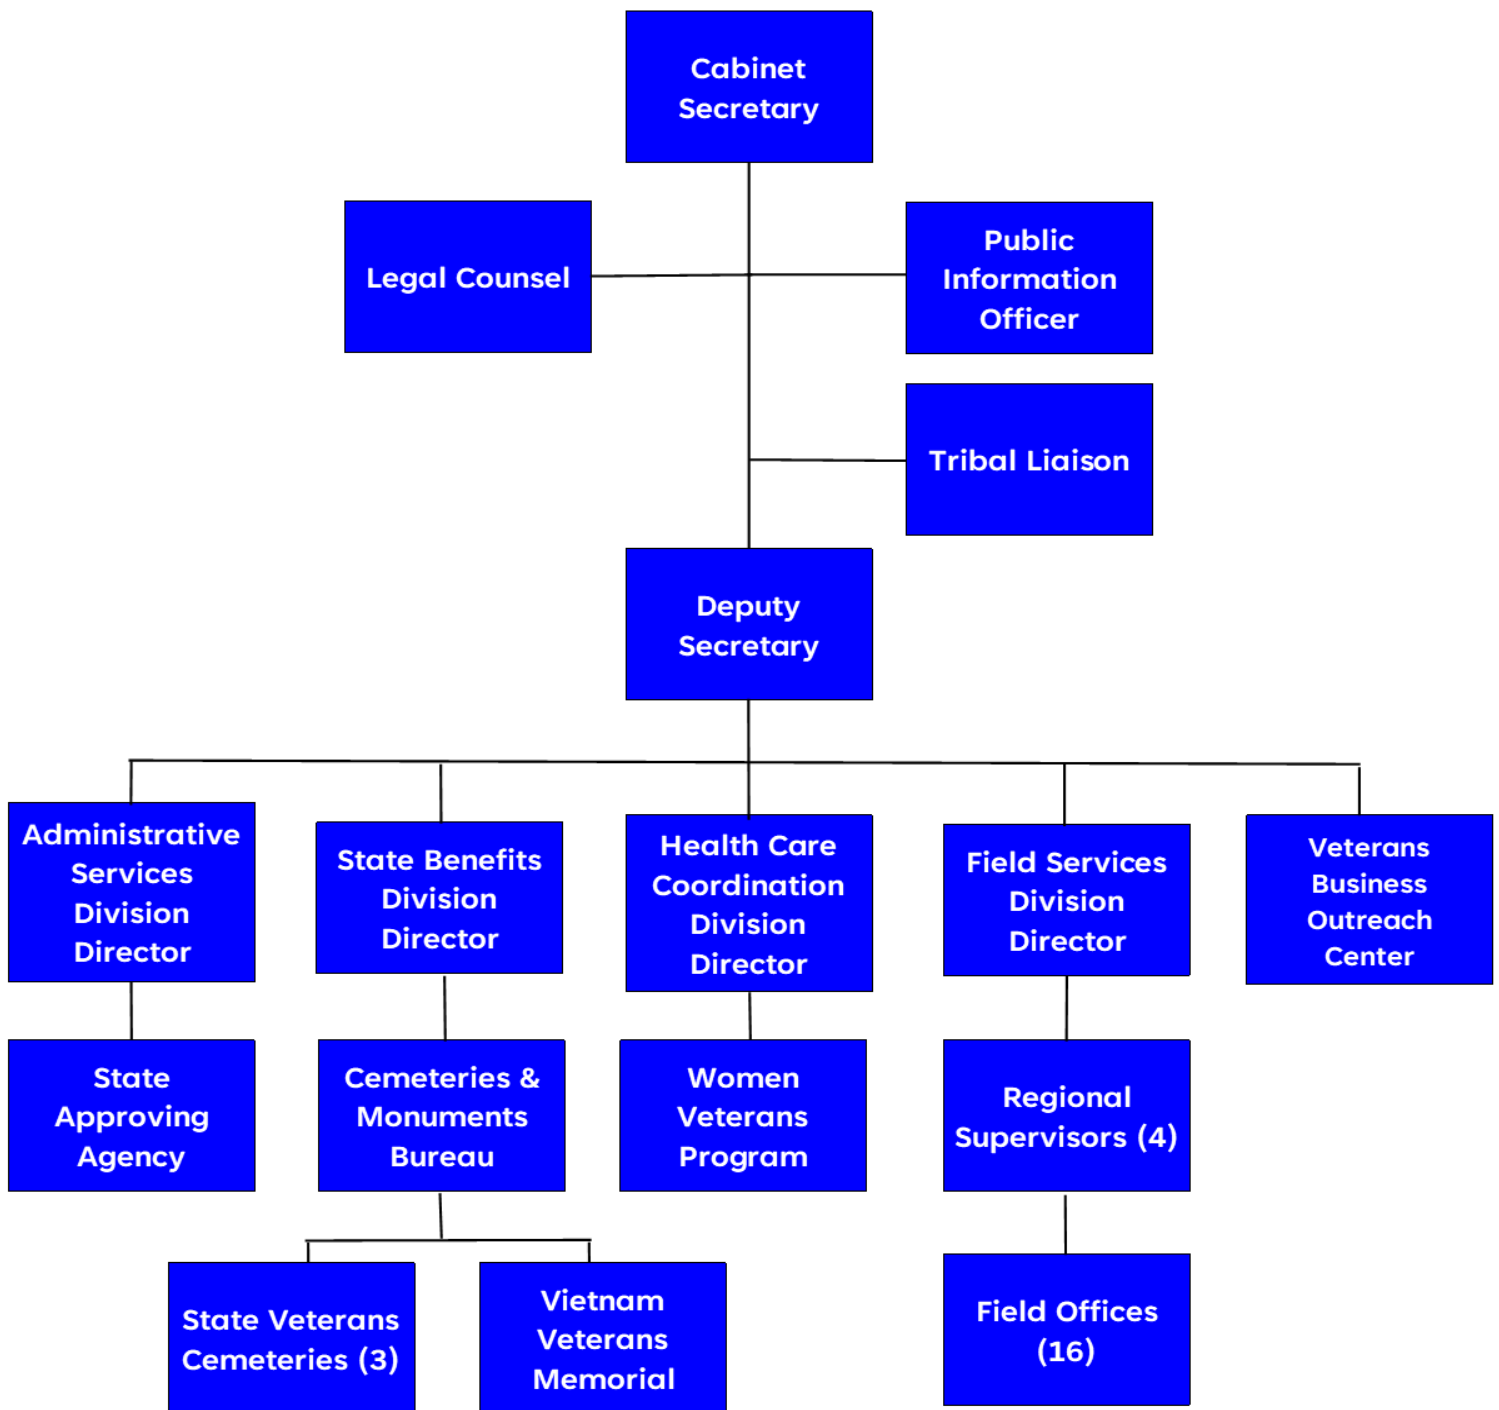 Cabinet
Secretary
Legal Counsel
Public
Information
Officer
Tribal Liaison
Deputy
Secretary
Administrative
Services
Division
Director
State Benefits
Division
Director
Health Care
Coordination
Division
Director
Field Services
Division
Director
Veterans
Business
Outreach
Center
State
Approving
Agency
Cemeteries &
Monuments
Bureau
Women
Veterans
Program
Regional
Supervisors (4)
State Veterans
Cemeteries (3)
Vietnam
Veterans
Memorial
Field Offices
(16)